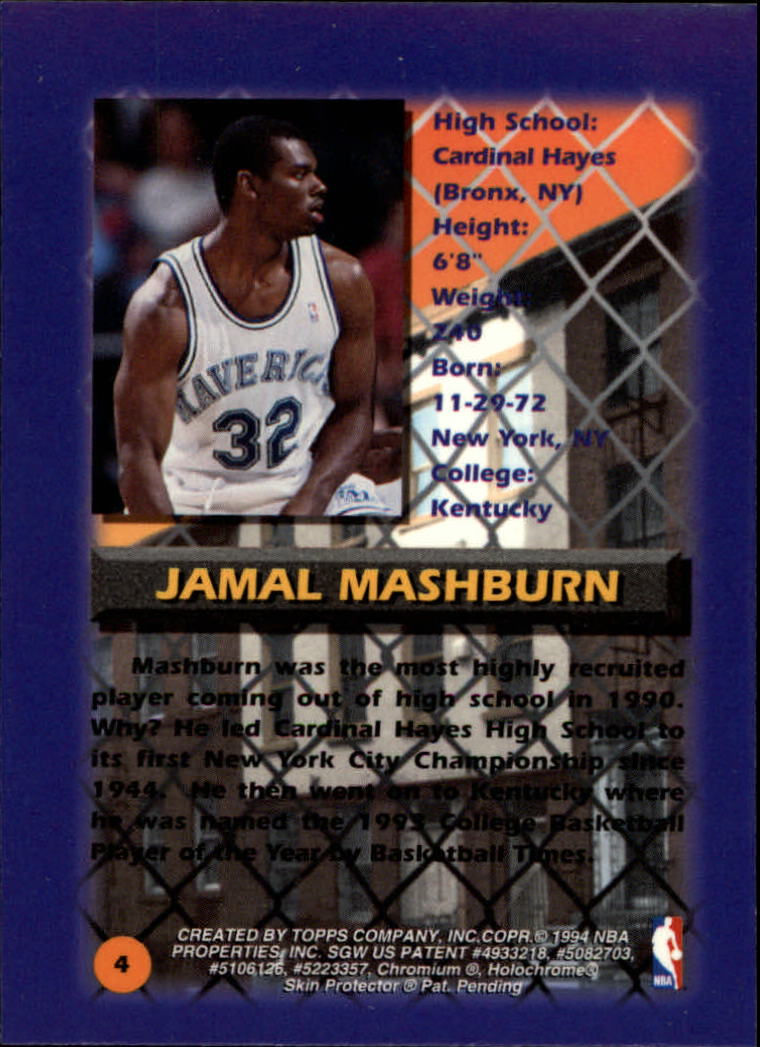 High School:
Cardinal Hayes
(Bronx, NY)
Height:
6'8"
Weight:
240
Born:
11-29-72
New York, NY
College:
Kentucky
MAVERICK
32
JAMAL MASHBURN
Mashburn was the most highly recruited
player coming out of high school in 1990.
Why? He led Cardinal Hayes High School to
its first New York City Championship since
1944. He then went on to Kentucky where
he was named the 1993 College Basketball
Player of the Year by Basketball Times.
CREATED BY TOPPS COMPANY, INC.COPR.© 1994 NBA
PROPERTIES, INC. SGW US PATENT #4933218, #5082703,
#5106126, #5223357, Chromium ®, Holochrome®
Skin Protector ® Pat. Pending
4
NBA